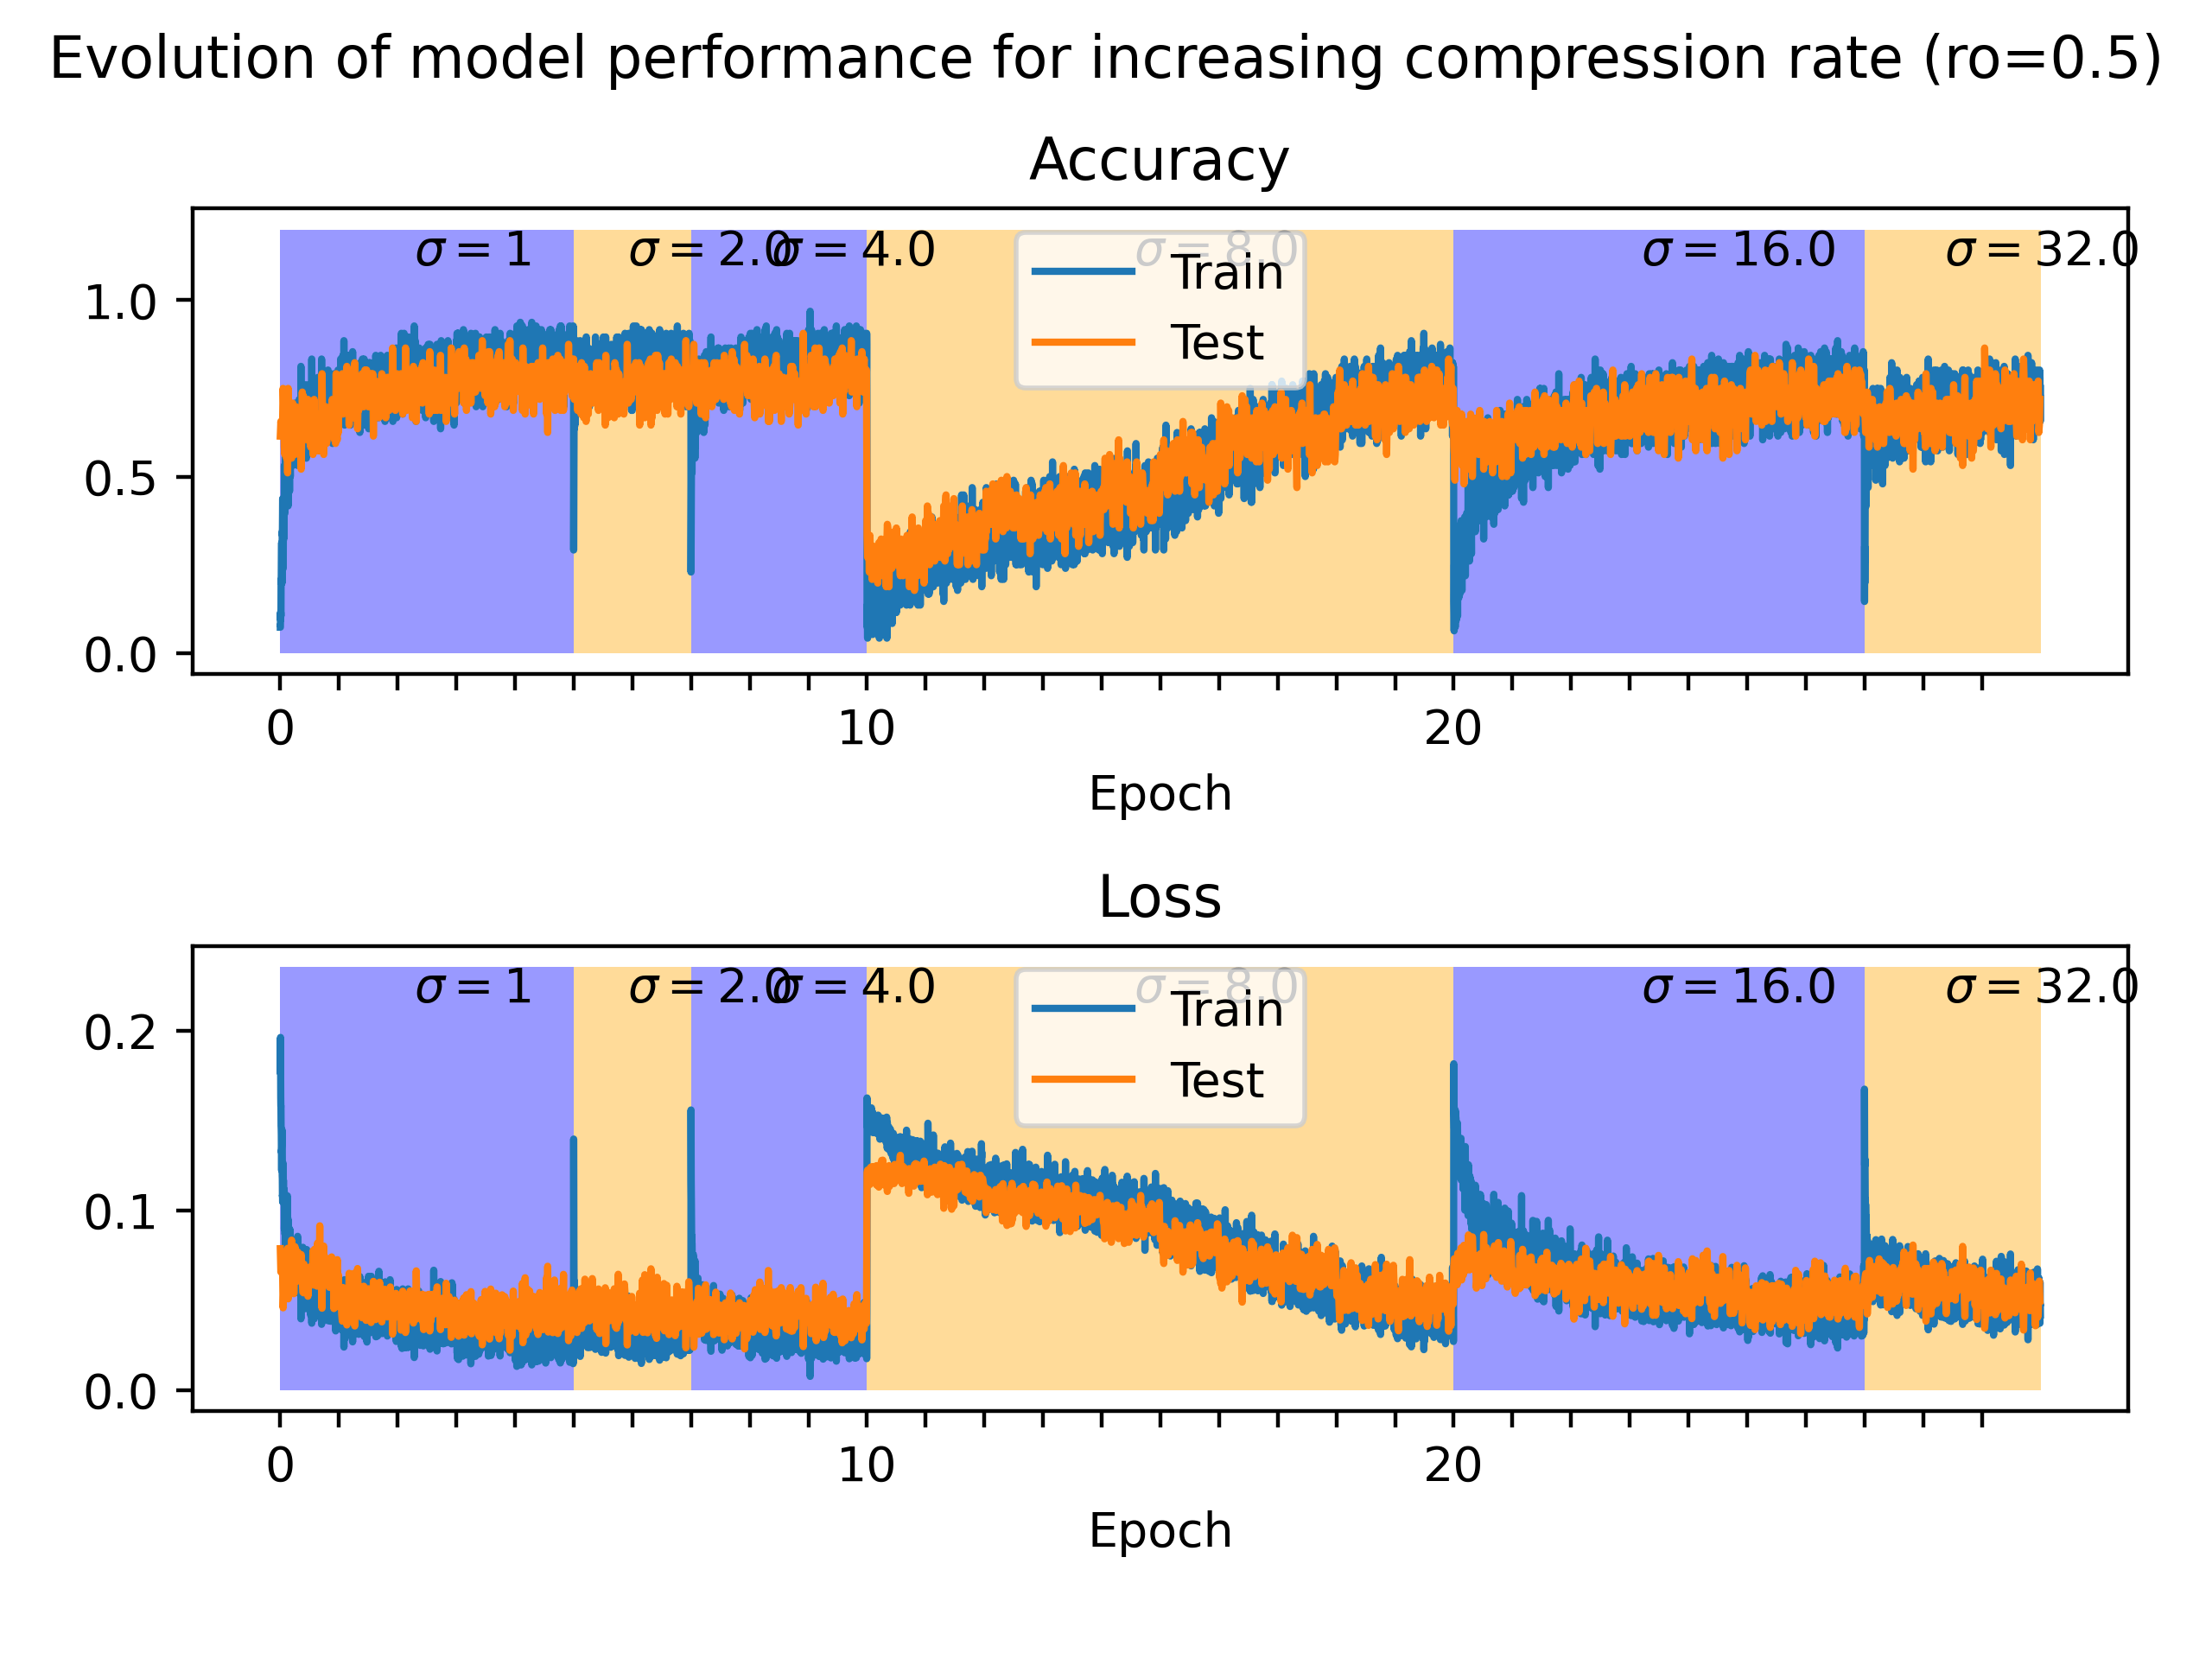 Evolution of model performance for increasing compression rate (ro=0.5)
Accuracy
σ = 1 σ = 2.0 σ = 4.0 σ = 8.0 σ = 16.0 σ = 32.0
Train
Test
1.0
0.5
0.0
0 10 20
Epoch
Loss
σ = 1 σ = 2.0 σ = 4.0 σ = 8.0 σ = 16.0 σ = 32.0
Train
Test
0.2
0.1
0.0
0 10 20
Epoch